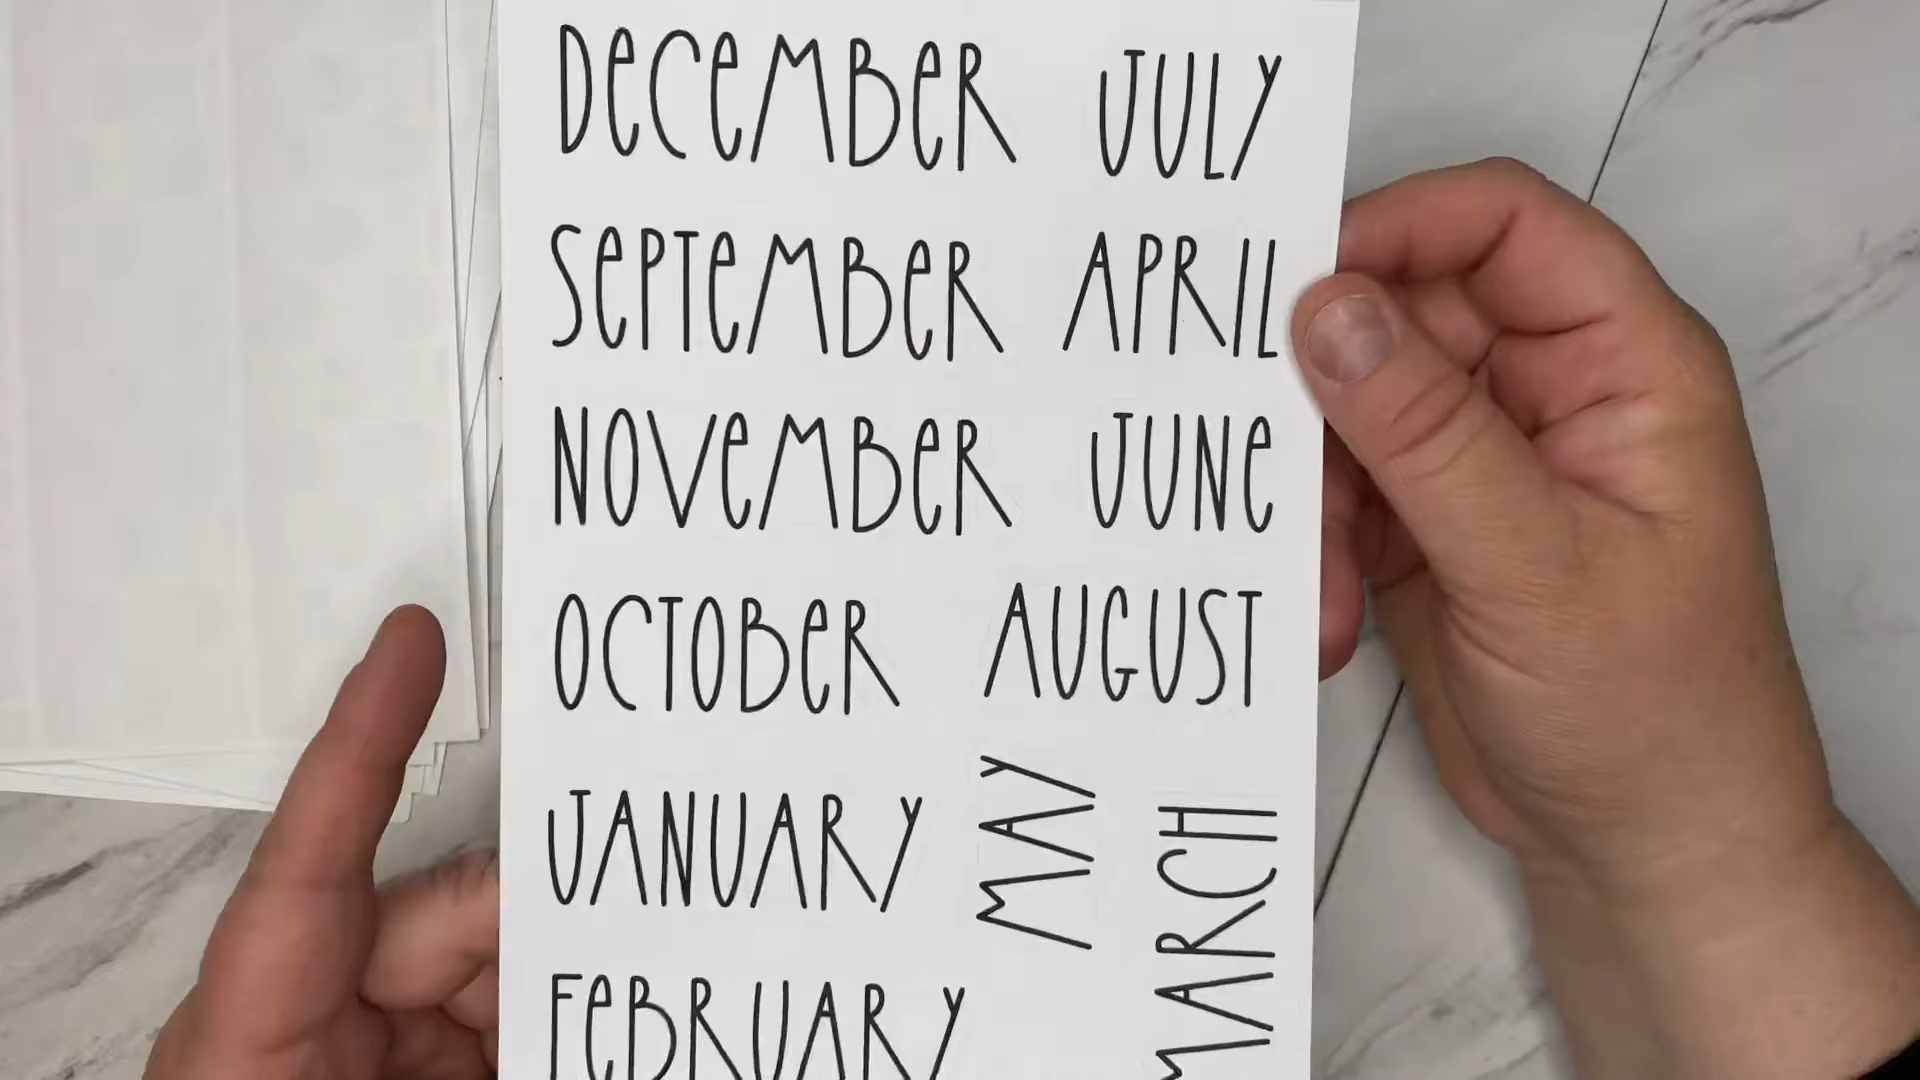 DeCeMBeR JULY
SePTeMBeR APRIL
NOVeMBeR JUNe
OCTOBeR AUGUST
JANUARY MAY MARCH
FeBRUARY